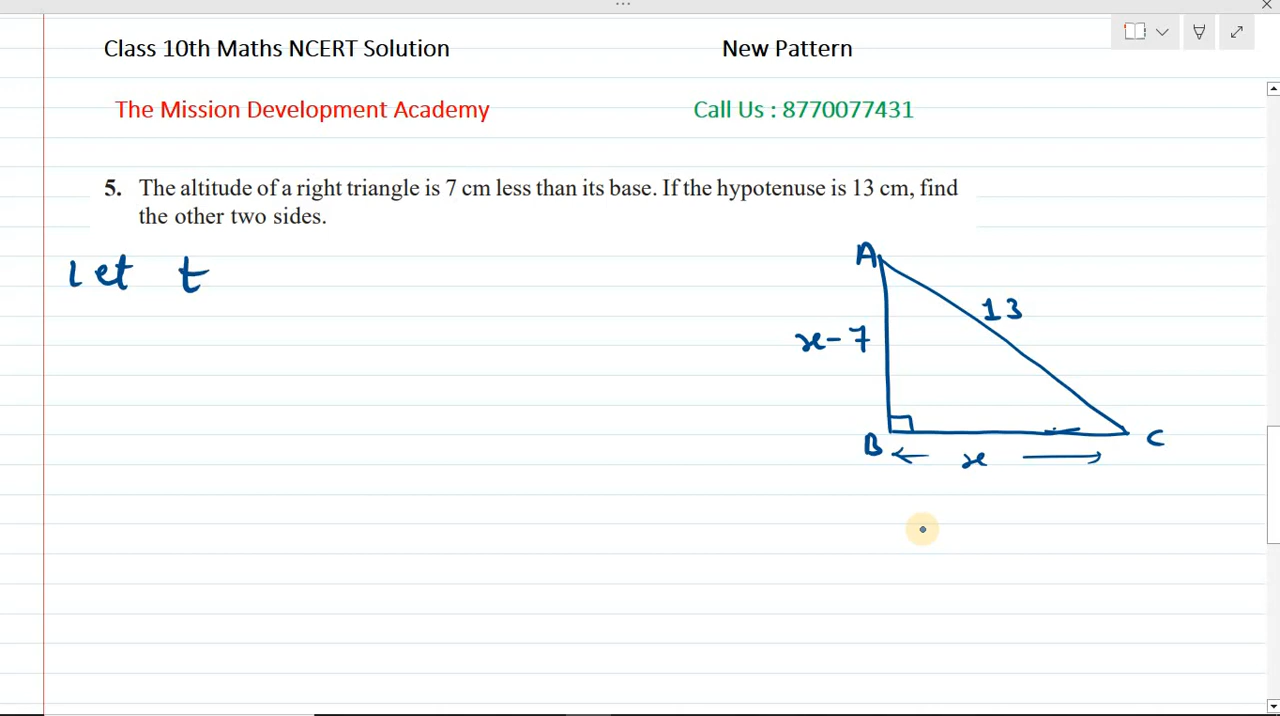 Class 10th Maths NCERT Solution New Pattern
The Mission Development Academy Call Us : 8770077431
5. The altitude of a right triangle is 7 cm less than its base. If the hypotenuse is 13 cm, find
the other two sides.
Let t
A
13
x-7
B
x
C